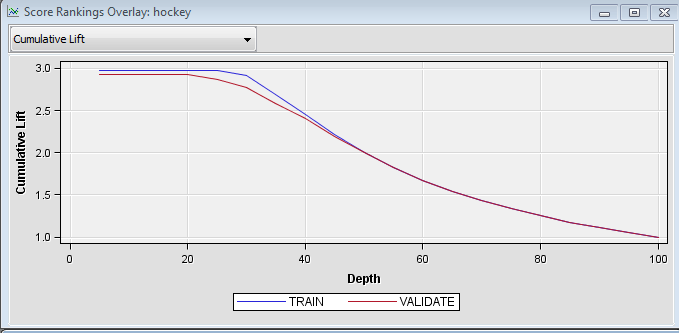 Score Rankings Overlay: hockey
Cumulative Lift
3.0
2.5
2.0
1.5
1.0
Cumulative Lift
0 20 40 60 80 100
Depth
TRAIN VALIDATE